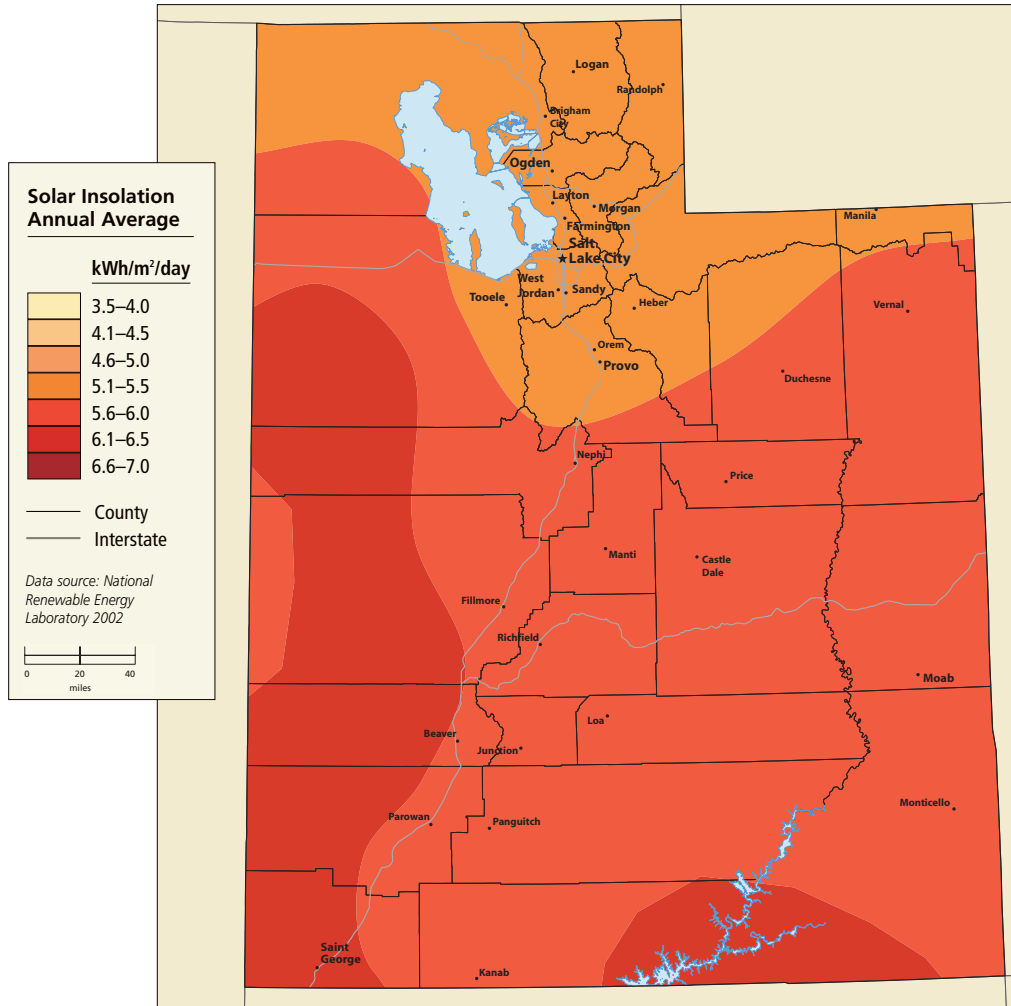 Solar Insolation
Annual Average
kWh/m²/day
3.5–4.0
4.1–4.5
4.6–5.0
5.1–5.5
5.6–6.0
6.1–6.5
6.6–7.0
County
Interstate
Data source: National
Renewable Energy
Laboratory 2002
0 20 40
miles
Logan
Randolph
Brigham
City
Ogden
Layton
Morgan
Farmington
Manila
Salt
Lake City
West
Jordan
Sandy
Tooele
Heber
Vernal
Orem
Provo
Duchesne
Nephi
Price
Manti
Castle
Dale
Fillmore
Richfield
Moab
Loa
Beaver
Junction
Monticello
Parowan
Panguitch
Saint
George
Kanab